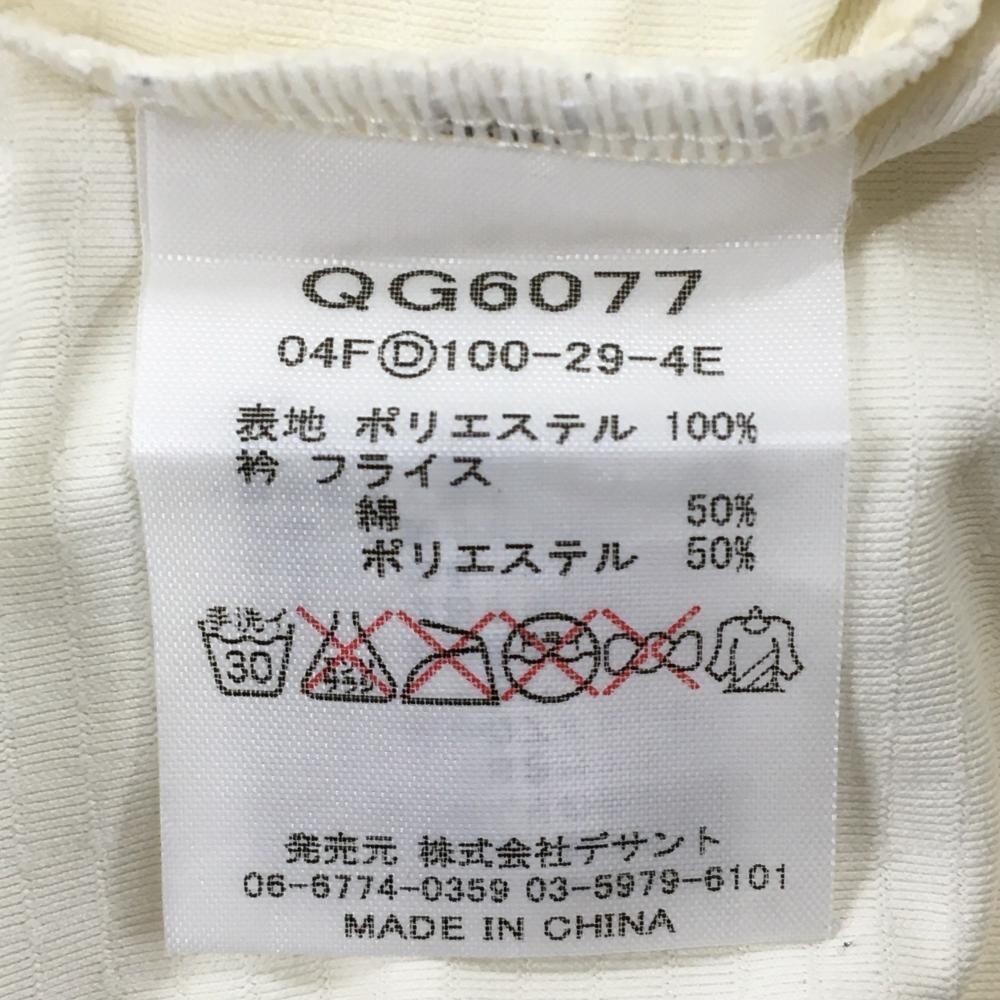 QG6077
04FⒹ100-29-4E
表地 ポリエステル 100%
衿 フライス
綿 50%
ポリエステル 50%
手洗イ
30
発売元 株式会社デサント
06-6774-0359 03-5979-6101
MADE IN CHINA